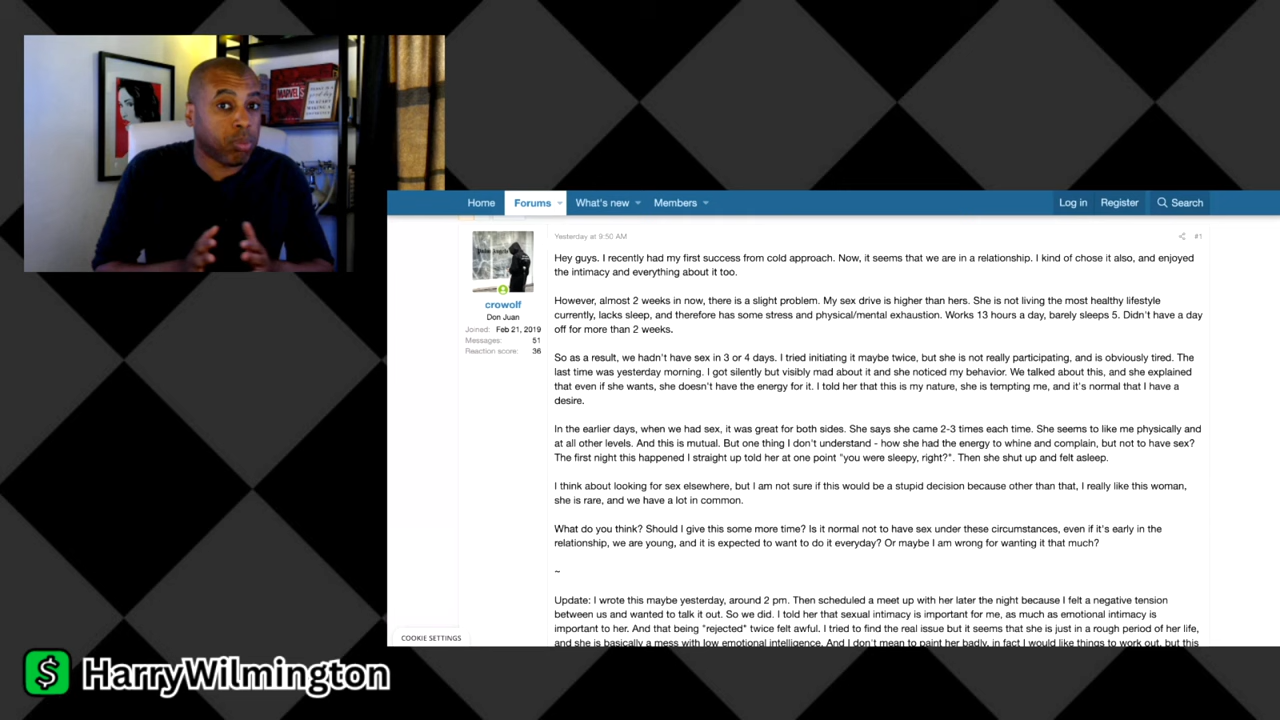 MARVEL
Home
Forums
What's new
Members
Log in
Register
Search
Yesterday at 9:50 AM
#1
crowolf
Don Juan
Joined: Feb 21, 2019
Messages: 51
Reaction score: 36
Hey guys. I recently had my first success from cold approach. Now, it seems that we are in a relationship. I kind of chose it also, and enjoyed
the intimacy and everything about it too.
However, almost 2 weeks in now, there is a slight problem. My sex drive is higher than hers. She is not living the most healthy lifestyle
currently, lacks sleep, and therefore has some stress and physical/mental exhaustion. Works 13 hours a day, barely sleeps 5. Didn't have a day
off for more than 2 weeks.
So as a result, we hadn't have sex in 3 or 4 days. I tried initiating it maybe twice, but she is not really participating, and is obviously tired. The
last time was yesterday morning. I got silently but visibly mad about it and she noticed my behavior. We talked about this, and she explained
that even if she wants, she doesn't have the energy for it. I told her that this is my nature, she is tempting me, and it's normal that I have a
desire.
In the earlier days, when we had sex, it was great for both sides. She says she came 2-3 times each time. She seems to like me physically and
at all other levels. And this is mutual. But one thing I don't understand - how she had the energy to whine and complain, but not to have sex?
The first night this happened I straight up told her at one point "you were sleepy, right?". Then she shut up and felt asleep.
I think about looking for sex elsewhere, but I am not sure if this would be a stupid decision because other than that, I really like this woman,
she is rare, and we have a lot in common.
What do you think? Should I give this some more time? Is it normal not to have sex under these circumstances, even if it's early in the
relationship, we are young, and it is expected to want to do it everyday? Or maybe I am wrong for wanting it that much?
~
Update: I wrote this maybe yesterday, around 2 pm. Then scheduled a meet up with her later the night because I felt a negative tension
between us and wanted to talk it out. So we did. I told her that sexual intimacy is important for me, as much as emotional intimacy is
important to her. And that being "rejected" twice felt awful. I tried to find the real issue but it seems that she is just in a rough period of her life,
and she is basically a mess with low emotional intelligence. And I don't mean to paint her badly, in fact I would like things to work out, but this
COOKIE SETTINGS
$ HarryWilmington